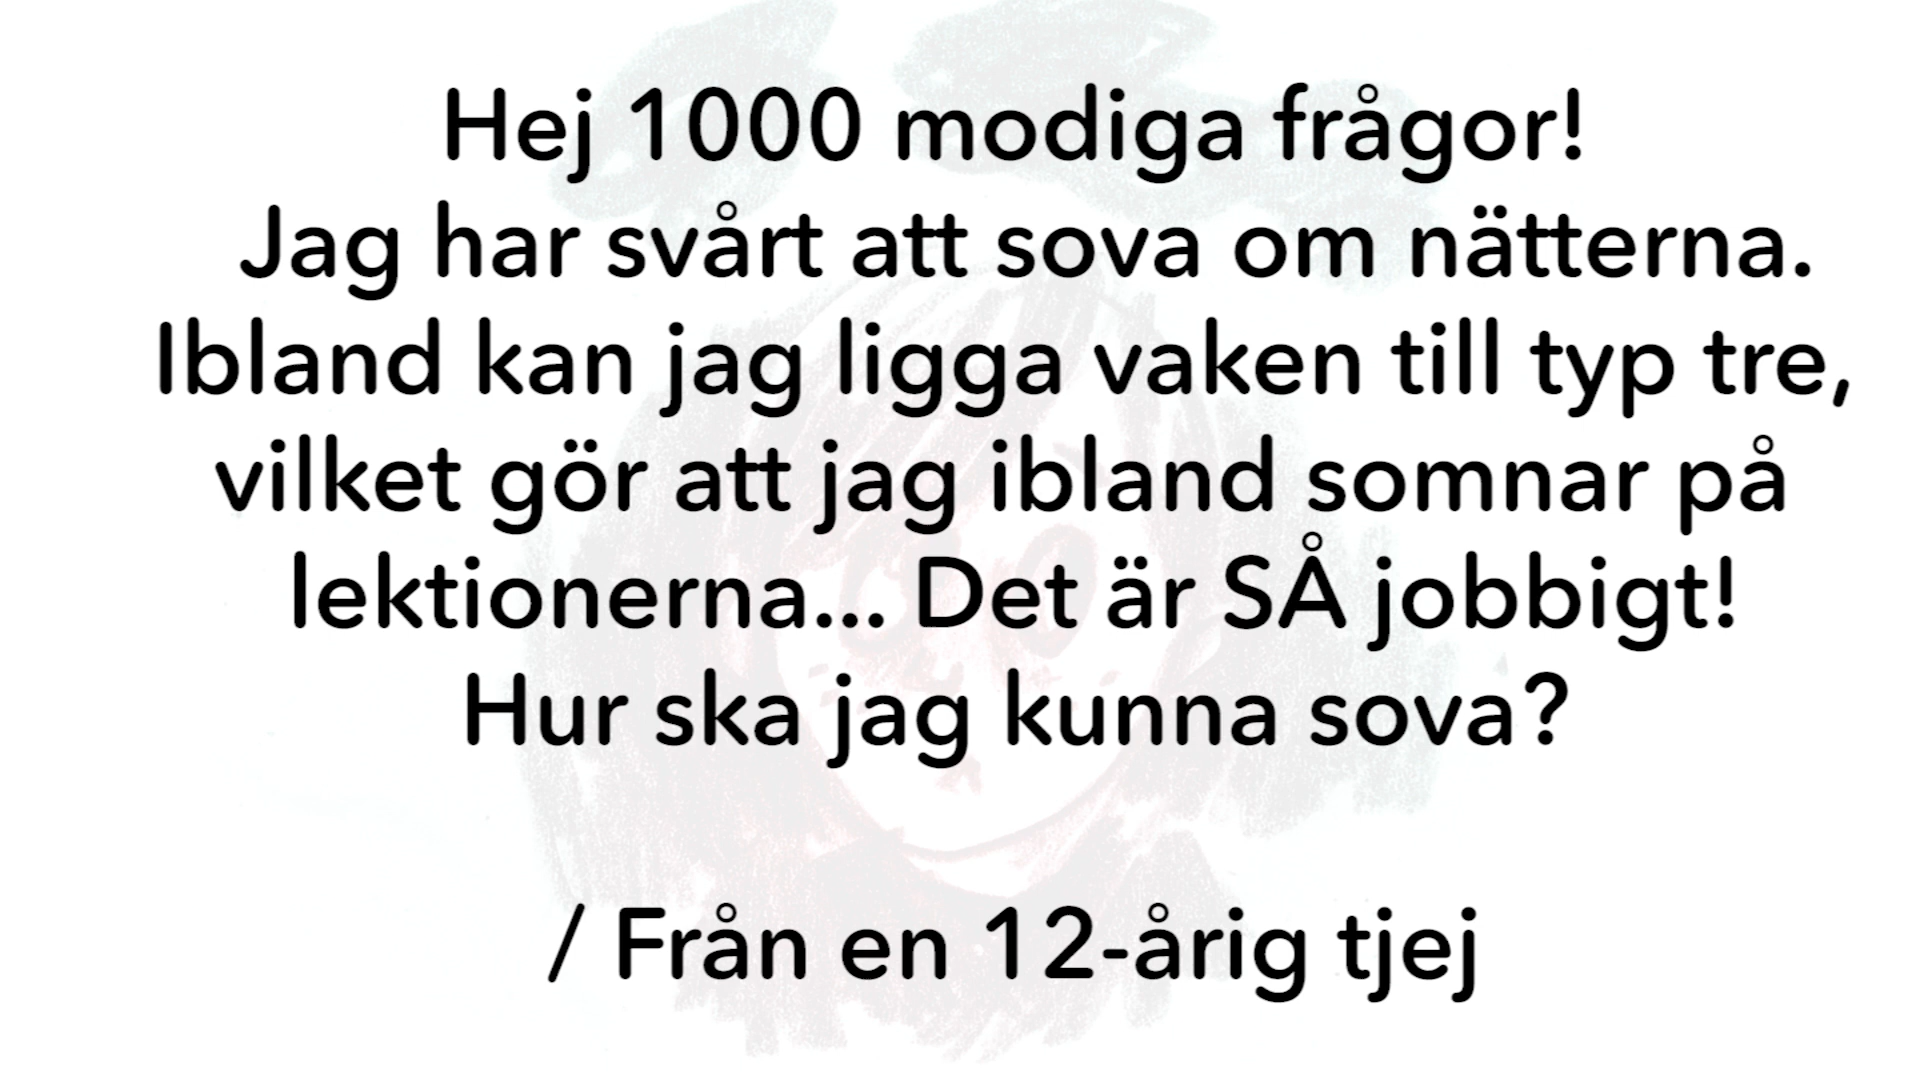 Hej 1000 modiga frågor!
Jag har svårt att sova om nätterna.
Ibland kan jag ligga vaken till typ tre,
vilket gör att jag ibland somnar på
lektionerna... Det är SÅ jobbigt!
Hur ska jag kunna sova?
/ Från en 12-årig tjej